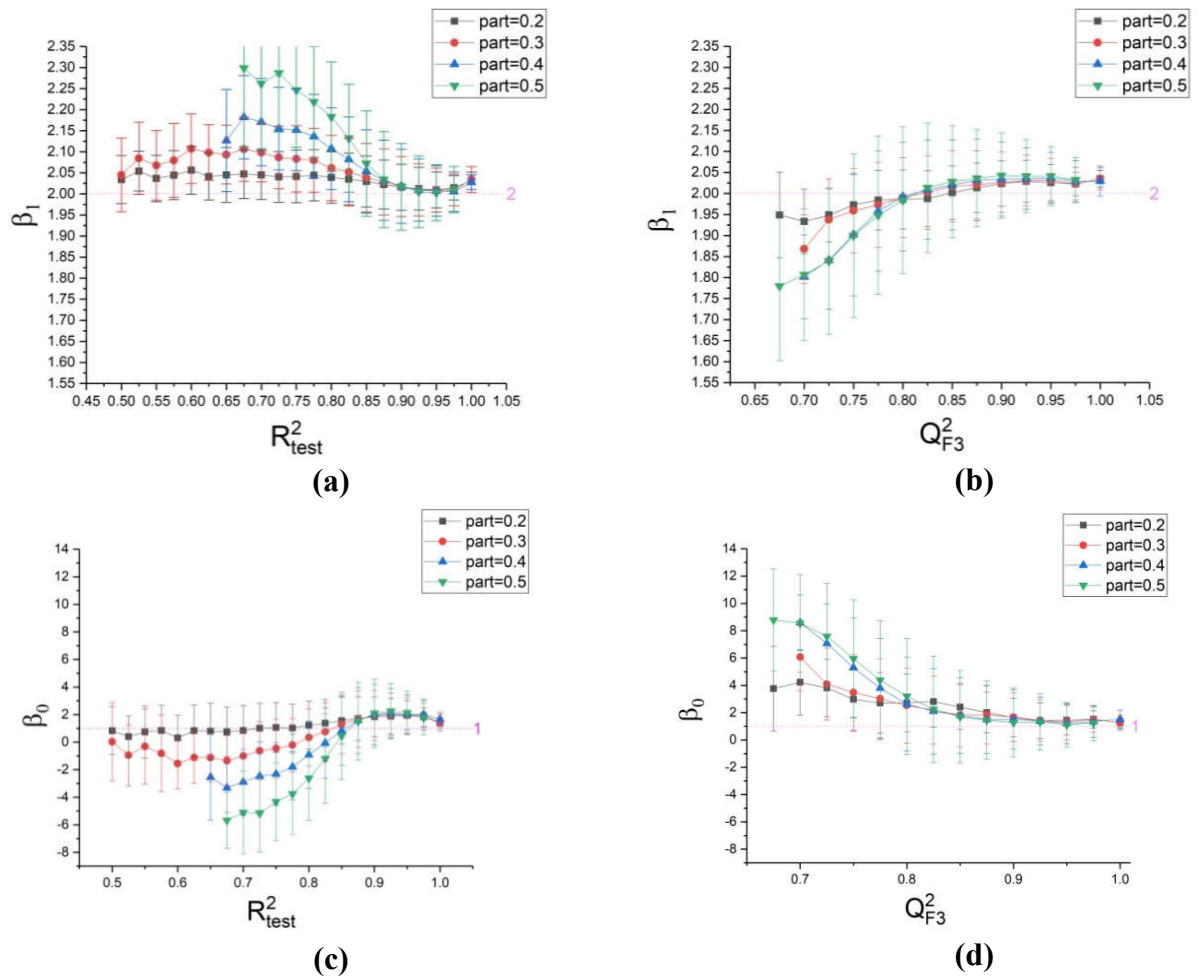 part=0.2
part=0.3
part=0.4
part=0.5
2.35
2.30
2.25
2.20
2.15
2.10
2.05
2.00
1.95
1.90
1.85
1.80
1.75
1.70
1.65
1.60
1.55
β₁
2
0.45 0.50 0.55 0.60 0.65 0.70 0.75 0.80 0.85 0.90 0.95 1.00 1.05
R²test
(a)
part=0.2
part=0.3
part=0.4
part=0.5
2.35
2.30
2.25
2.20
2.15
2.10
2.05
2.00
1.95
1.90
1.85
1.80
1.75
1.70
1.65
1.60
1.55
β₁
2
0.65 0.70 0.75 0.80 0.85 0.90 0.95 1.00 1.05
Q²F3
(b)
part=0.2
part=0.3
part=0.4
part=0.5
14
12
10
8
6
4
2
0
-2
-4
-6
-8
β₀
1
0.5 0.6 0.7 0.8 0.9 1.0
R²test
(c)
part=0.2
part=0.3
part=0.4
part=0.5
14
12
10
8
6
4
2
0
-2
-4
-6
-8
β₀
1
0.7 0.8 0.9 1.0
Q²F3
(d)